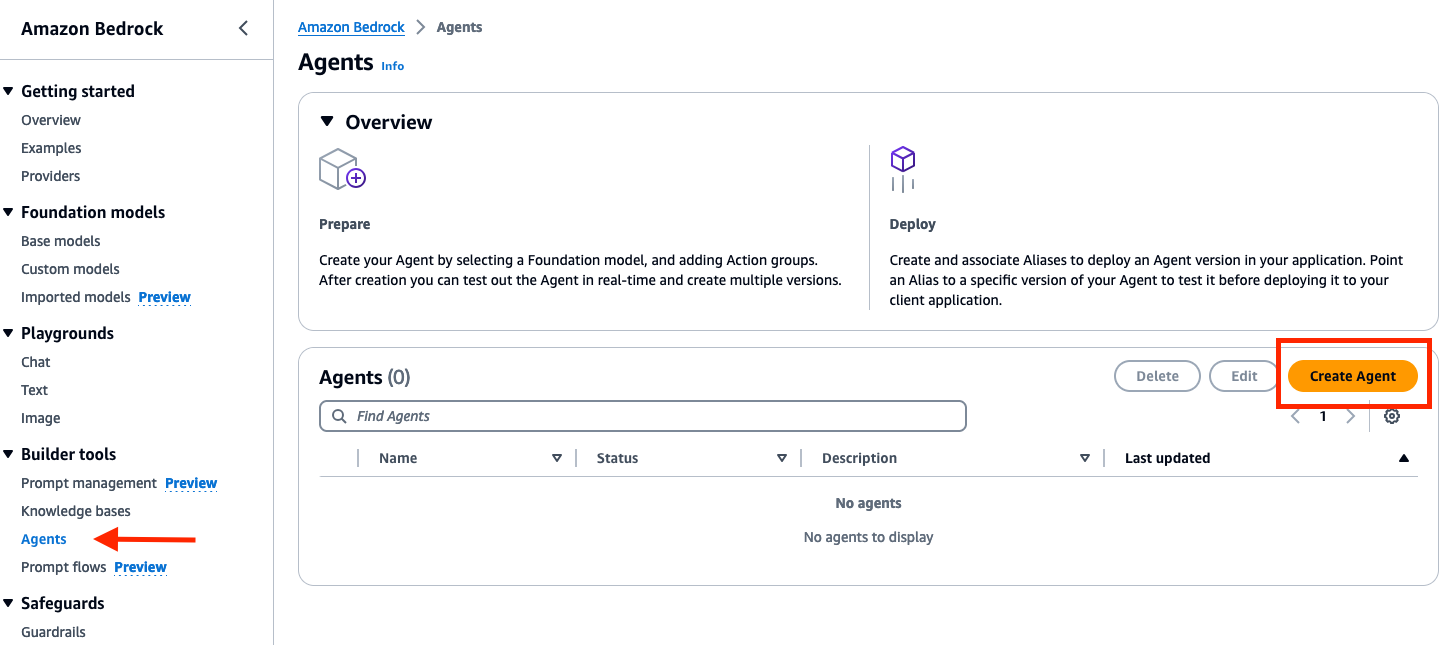 Amazon Bedrock
Getting started
Overview
Examples
Providers
Foundation models
Base models
Custom models
Imported models Preview
Playgrounds
Chat
Text
Image
Builder tools
Prompt management Preview
Knowledge bases
Agents
Prompt flows Preview
Safeguards
Guardrails
Amazon Bedrock Agents
Agents Info
Overview
Prepare
Create your Agent by selecting a Foundation model, and adding Action groups.
After creation you can test out the Agent in real-time and create multiple versions.
Deploy
Create and associate Aliases to deploy an Agent version in your application. Point
an Alias to a specific version of your Agent to test it before deploying it to your
client application.
Agents (0)
Delete Edit Create Agent
Find Agents
1
Name Status Description Last updated
No agents
No agents to display